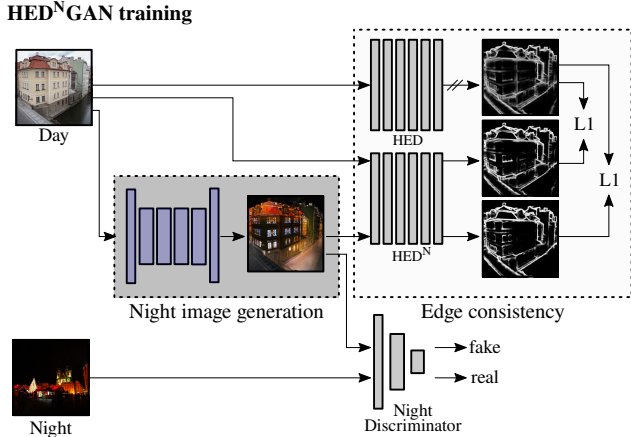 HEDᴺGAN training
Day
HED
L1
L1
HEDᴺ
Night image generation
Edge consistency
fake
real
Night
Night
Discriminator